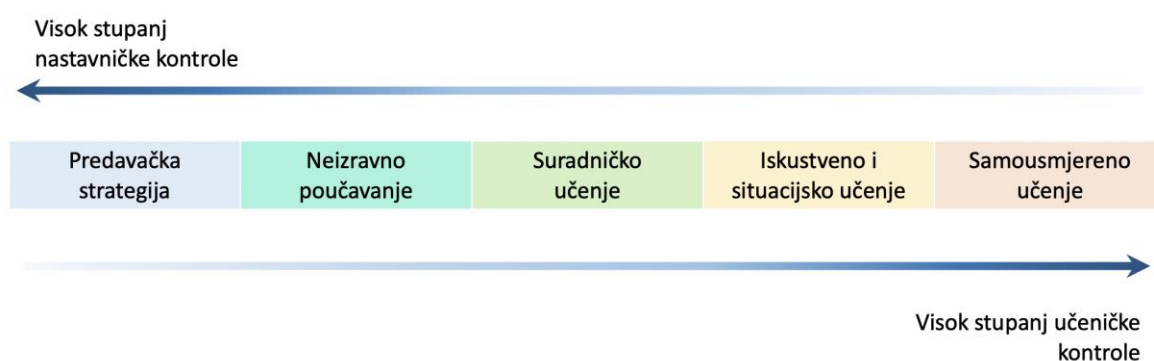 Visok stupanj
nastavničke kontrole
Predavačka
strategija
Neizravno
poučavanje
Suradničko
učenje
Iskustveno i
situacijsko učenje
Samousmjereno
učenje
Visok stupanj učeničke
kontrole